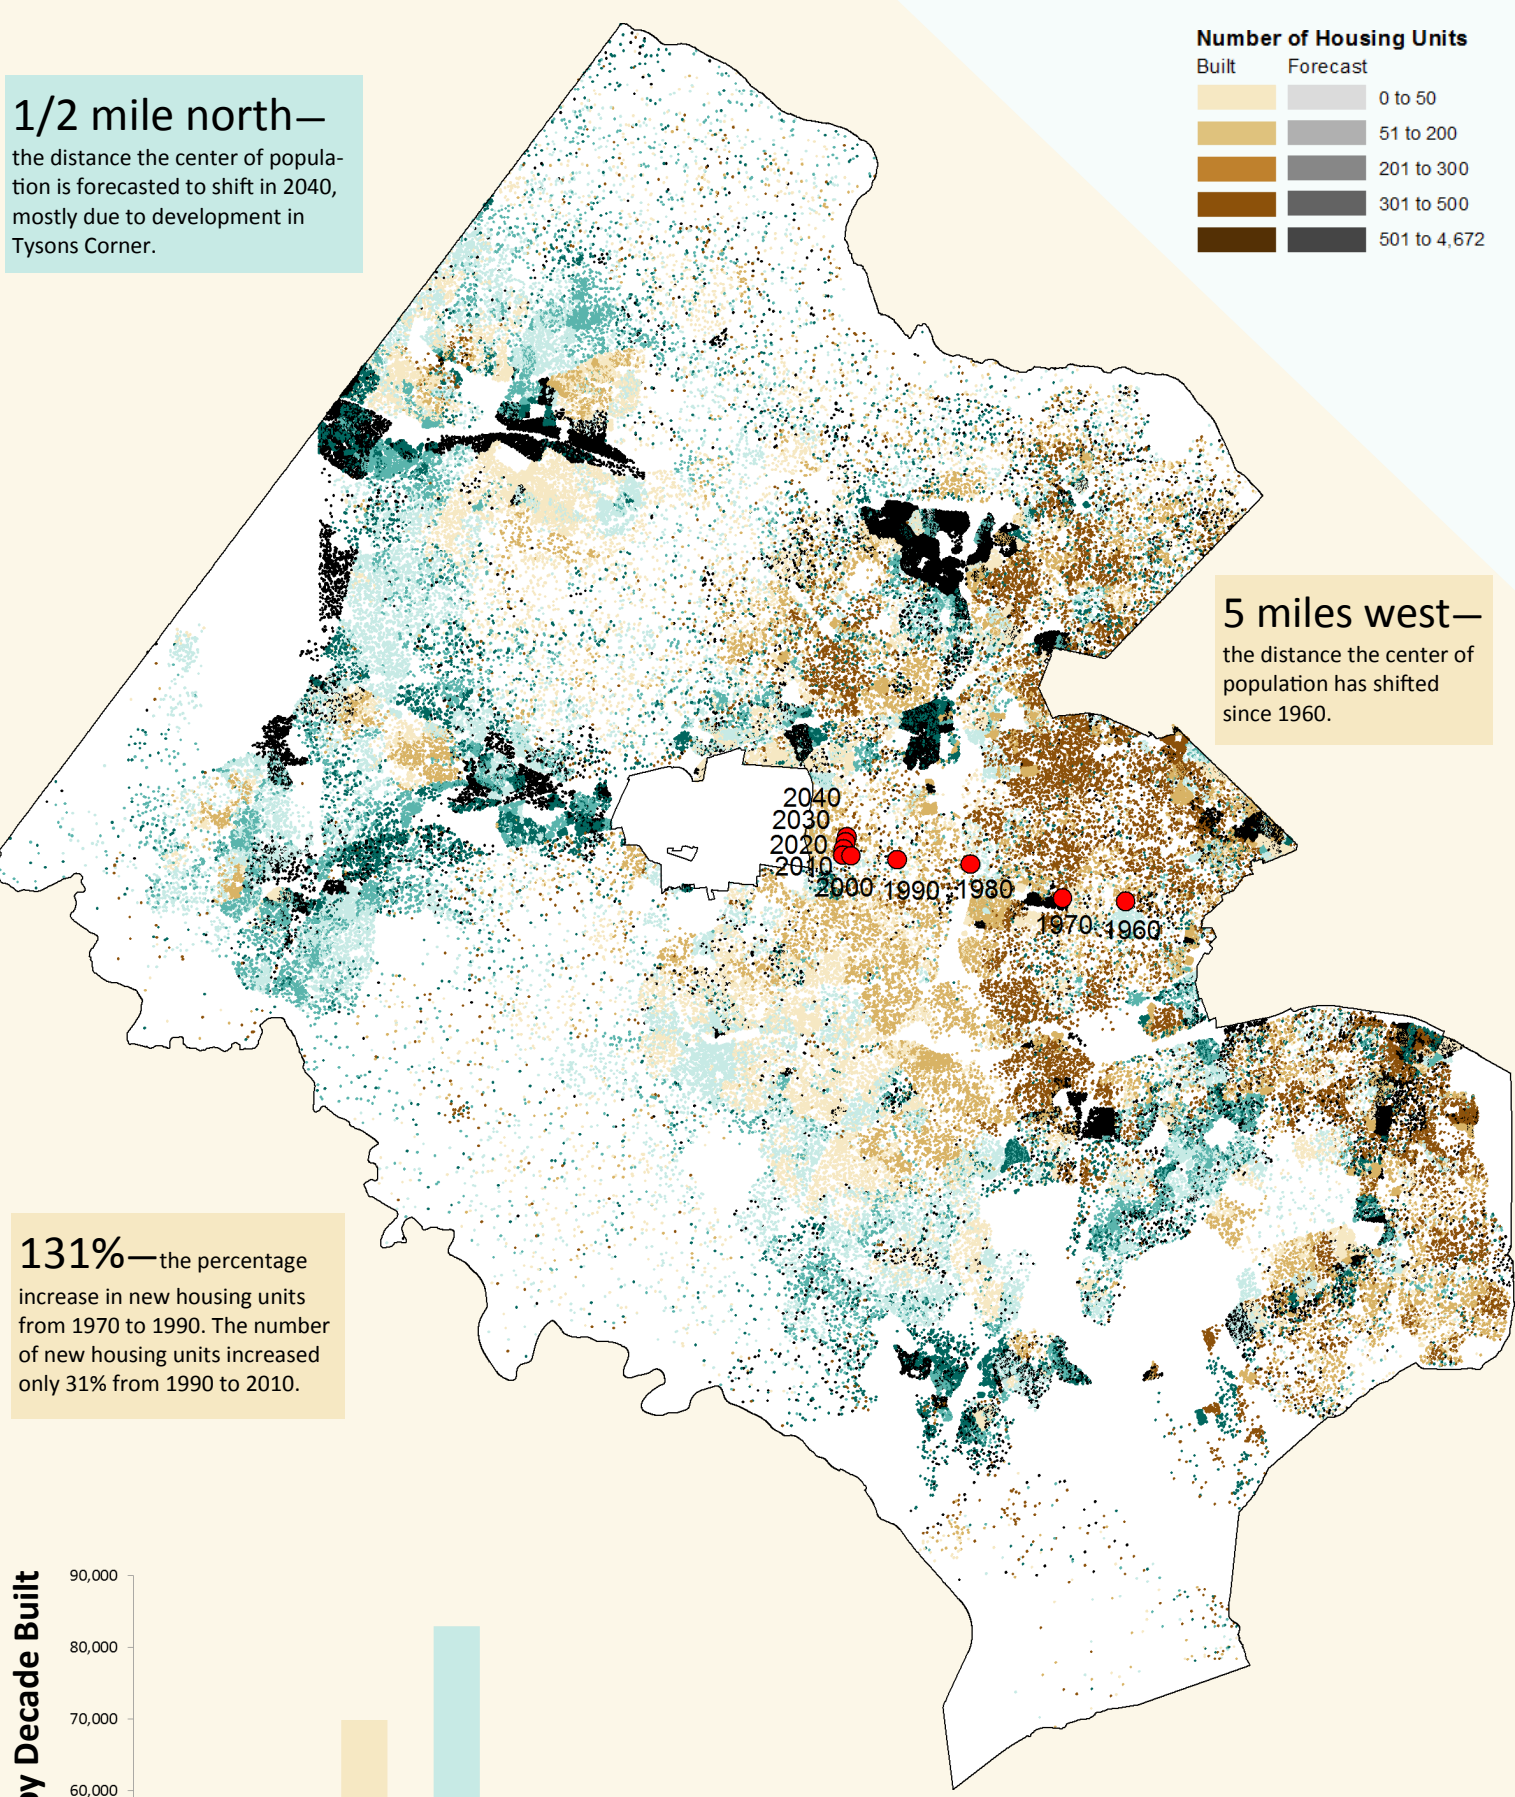 Number of Housing Units
Built Forecast
0 to 50
51 to 200
201 to 300
301 to 500
501 to 4,672
1/2 mile north—
the distance the center of popula-
tion is forecasted to shift in 2040,
mostly due to development in
Tysons Corner.
5 miles west—
the distance the center of
population has shifted
since 1960.
2040
2030
2020
2010
2000 1990 1980
1970 1960
131%—the percentage
increase in new housing units
from 1970 to 1990. The number
of new housing units increased
only 31% from 1990 to 2010.
by Decade Built
90,000
80,000
70,000
60,000